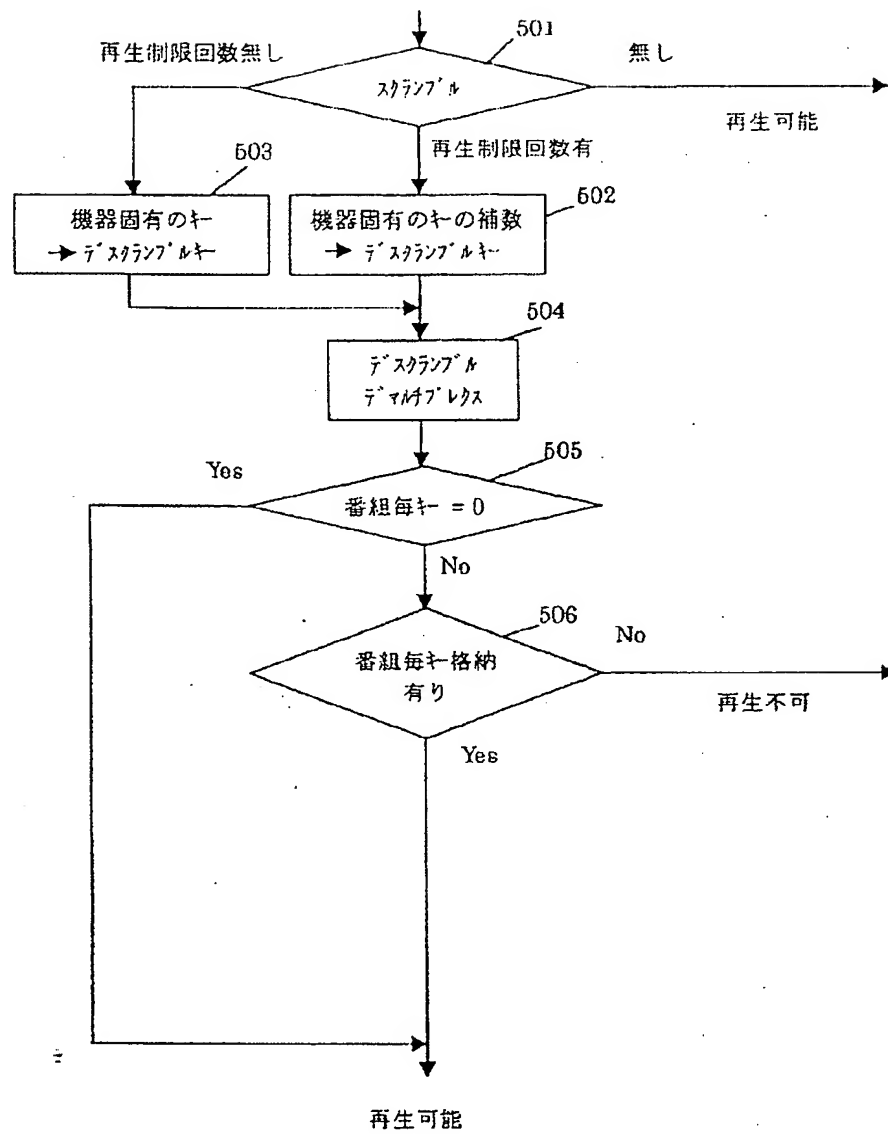 501
再生制限回数無し
無し
スクランブル
再生可能
再生制限回数有
503
502
機器固有のキー
→ デスクランブルキー
機器固有のキーの補数
→ デスクランブルキー
504
デスクランブル
デマルチプレクス
505
Yes
番組毎キー = 0
No
506
No
番組毎キー格納
有り
再生不可
Yes
再生可能